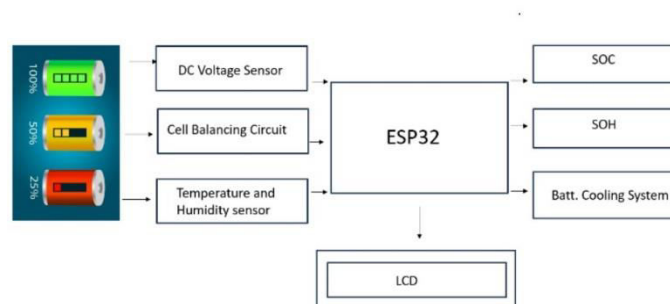 100%
50%
25%
DC Voltage Sensor
Cell Balancing Circuit
Temperature and
Humidity sensor
ESP32
SOC
SOH
Batt. Cooling System
LCD